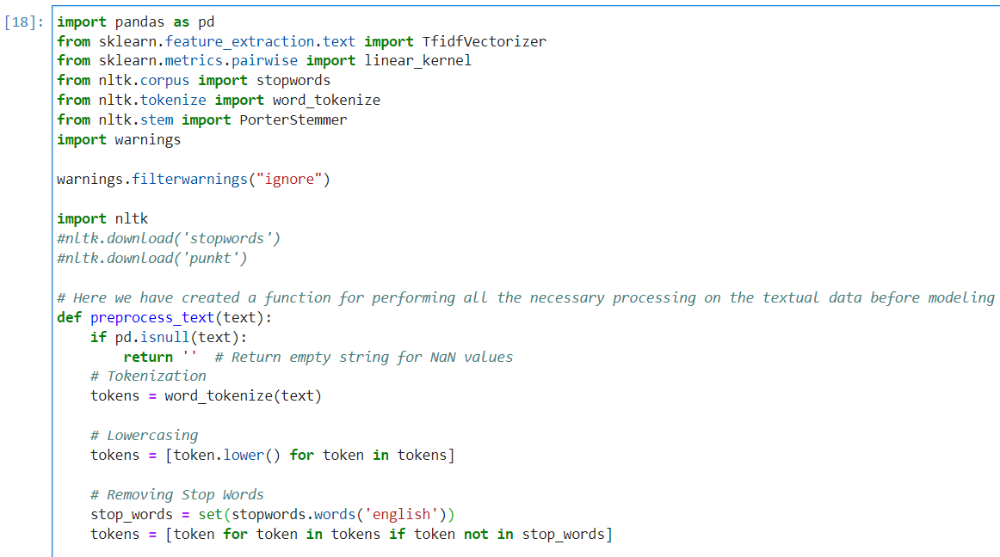 [18]: import pandas as pd
from sklearn.feature_extraction.text import TfidfVectorizer
from sklearn.metrics.pairwise import linear_kernel
from nltk.corpus import stopwords
from nltk.tokenize import word_tokenize
from nltk.stem import PorterStemmer
import warnings

warnings.filterwarnings("ignore")

import nltk
#nltk.download('stopwords')
#nltk.download('punkt')

# Here we have created a function for performing all the necessary processing on the textual data before modeling
def preprocess_text(text):
    if pd.isnull(text):
        return ''  # Return empty string for NaN values
    # Tokenization
    tokens = word_tokenize(text)

    # Lowercasing
    tokens = [token.lower() for token in tokens]

    # Removing Stop Words
    stop_words = set(stopwords.words('english'))
    tokens = [token for token in tokens if token not in stop_words]